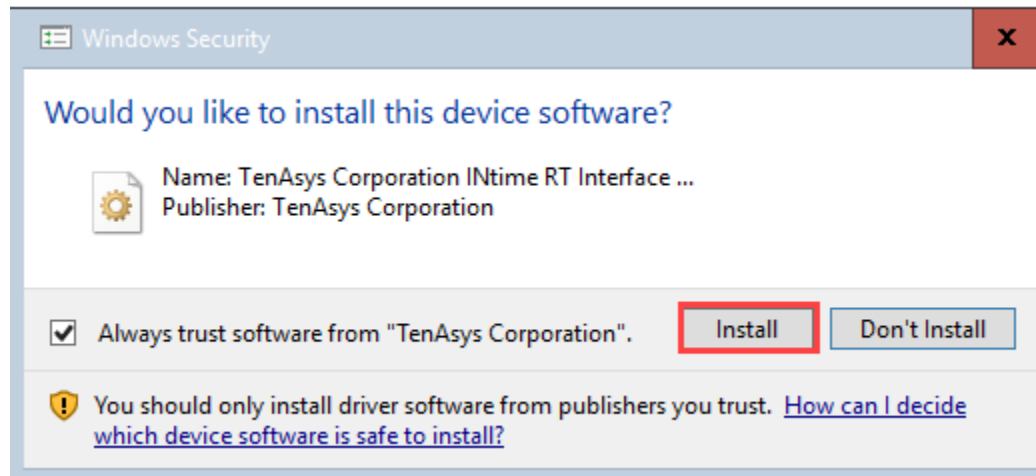 Windows Security
x
Would you like to install this device software?
Name: TenAsys Corporation INtime RT Interface ...
Publisher: TenAsys Corporation
Always trust software from "TenAsys Corporation".
Install
Don't Install
You should only install driver software from publishers you trust. How can I decide
which device software is safe to install?